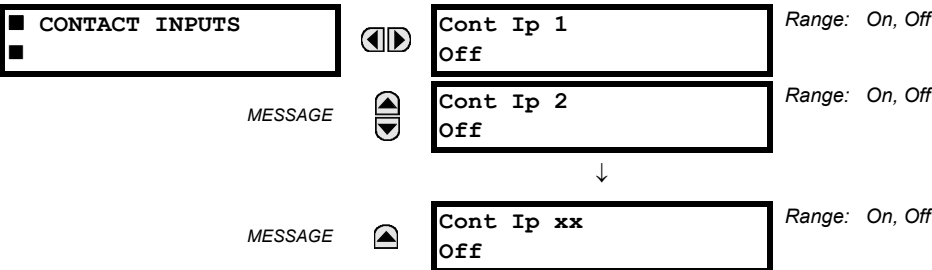 ■ CONTACT INPUTS
■
Cont Ip 1
Off
Range: On, Off
MESSAGE
Cont Ip 2
Off
Range: On, Off
↓
MESSAGE
Cont Ip xx
Off
Range: On, Off